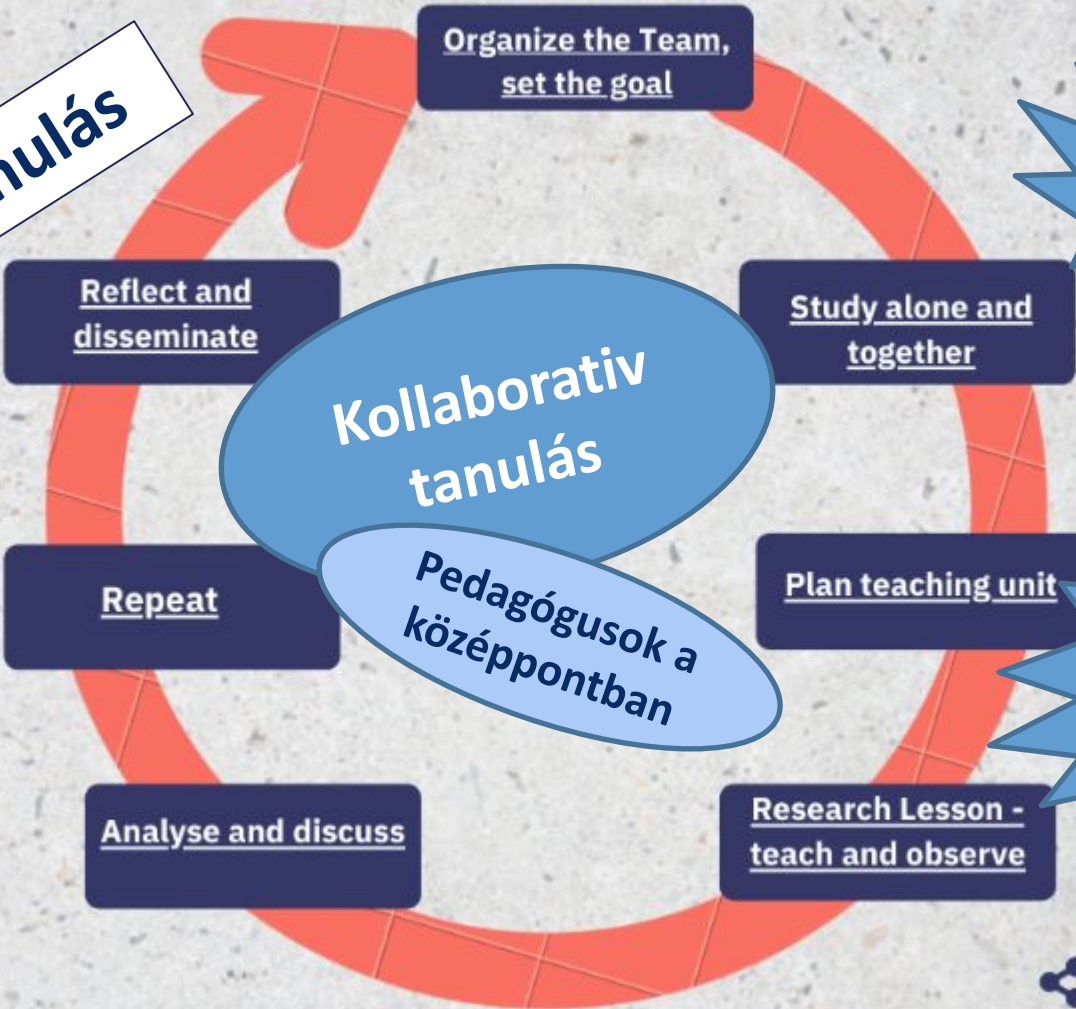 Organize the Team,
set the goal
Reflect and
disseminate
Study alone and
together
Kollaborativ
tanulás
Repeat
Pedagógusok a
középpontban
Plan teaching unit
Analyse and discuss
Research Lesson -
teach and observe